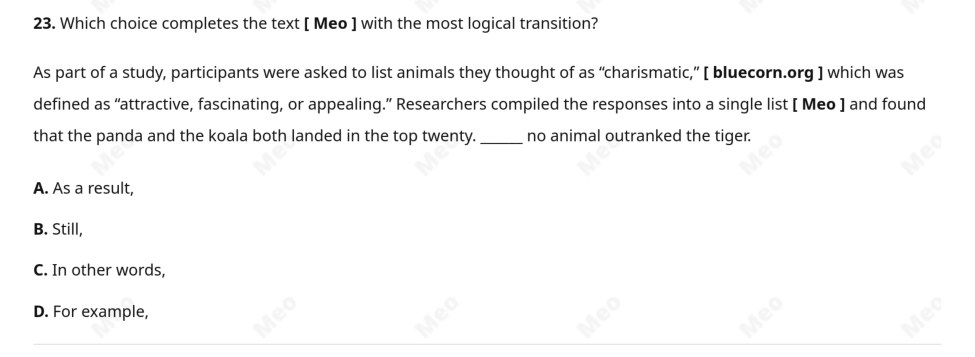 23. Which choice completes the text [ Meo ] with the most logical transition?
As part of a study, participants were asked to list animals they thought of as “charismatic,” [ bluecorn.org ] which was
defined as “attractive, fascinating, or appealing.” Researchers compiled the responses into a single list [ Meo ] and found
that the panda and the koala both landed in the top twenty. _____ no animal outranked the tiger.
A. As a result,
B. Still,
C. In other words,
D. For example,